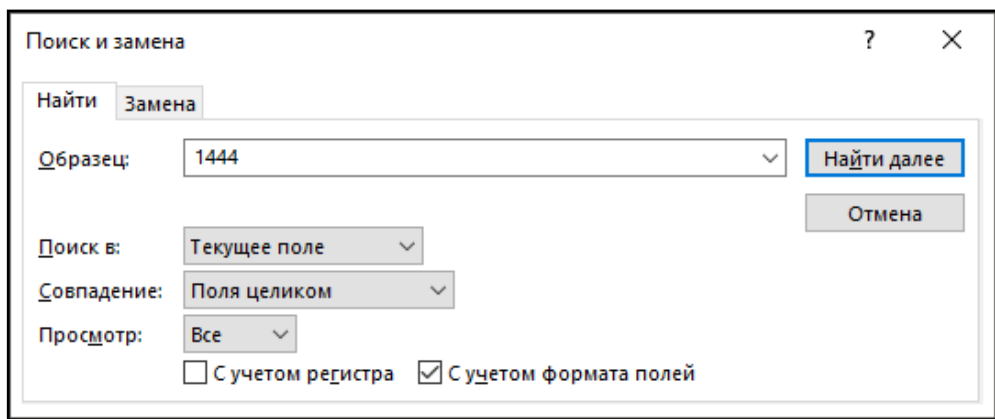 Поиск и замена ?
Найти Замена
Образец: 1444 Найти далее
Отмена
Поиск в: Текущее поле
Совпадение: Поля целиком
Просмотр: Все
С учетом регистра С учетом формата полей